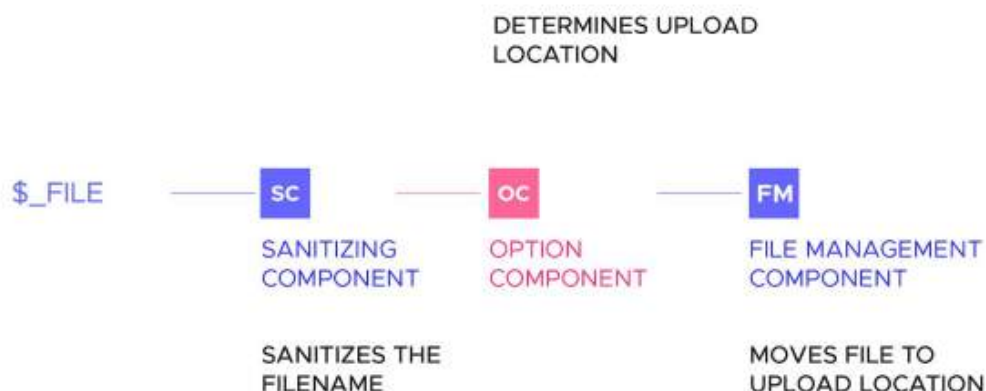 DETERMINES UPLOAD
LOCATION
$_FILE
SC
OC
FM
SANITIZING
COMPONENT
OPTION
COMPONENT
FILE MANAGEMENT
COMPONENT
SANITIZES THE
FILENAME
MOVES FILE TO
UPLOAD LOCATION